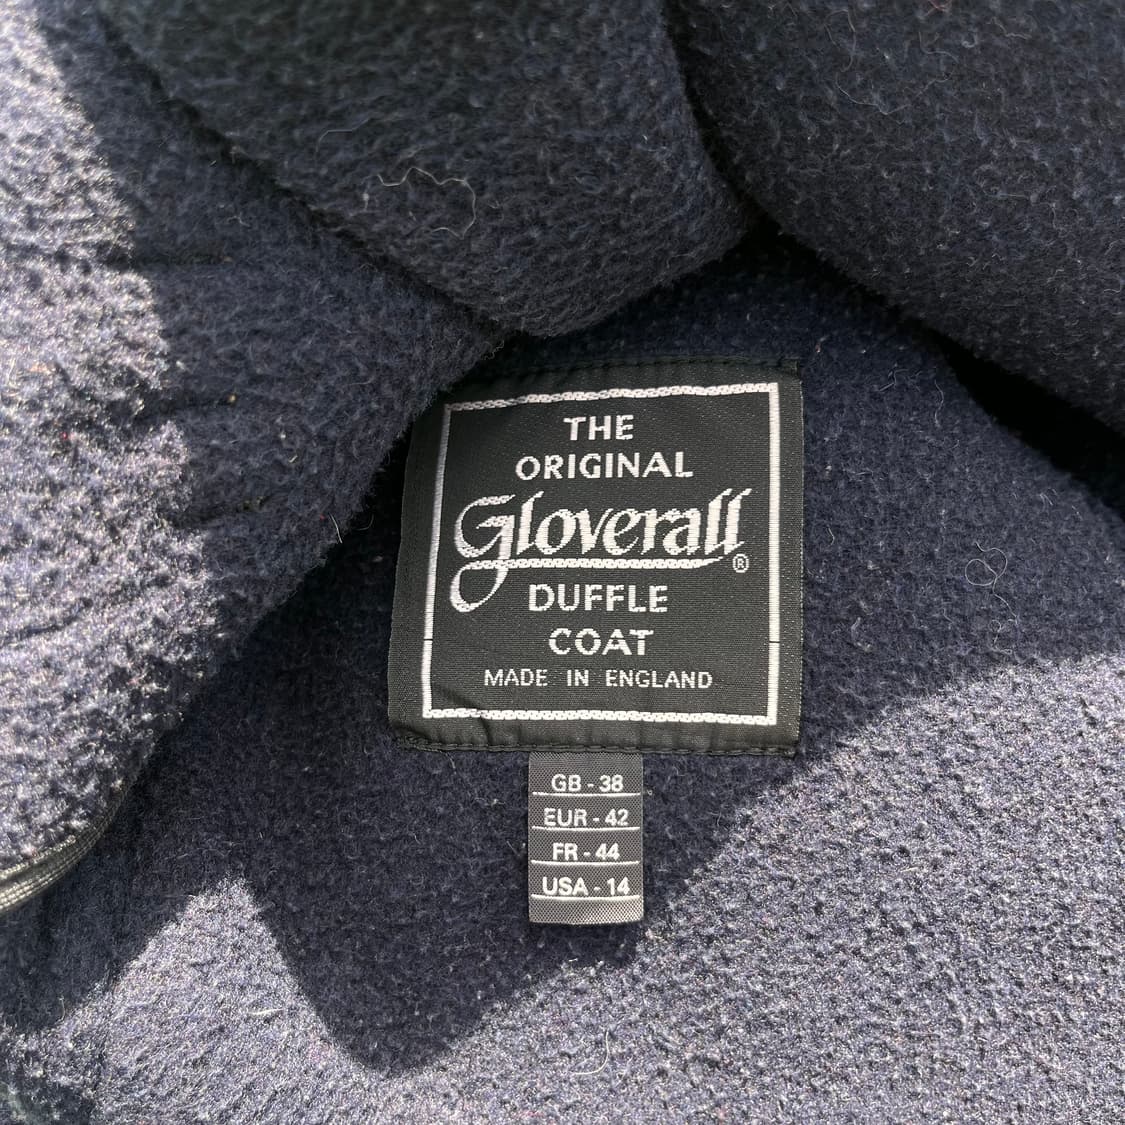 THE
ORIGINAL
Gloverall®
DUFFLE
COAT
MADE IN ENGLAND
GB - 38
EUR - 42
FR - 44
USA - 14